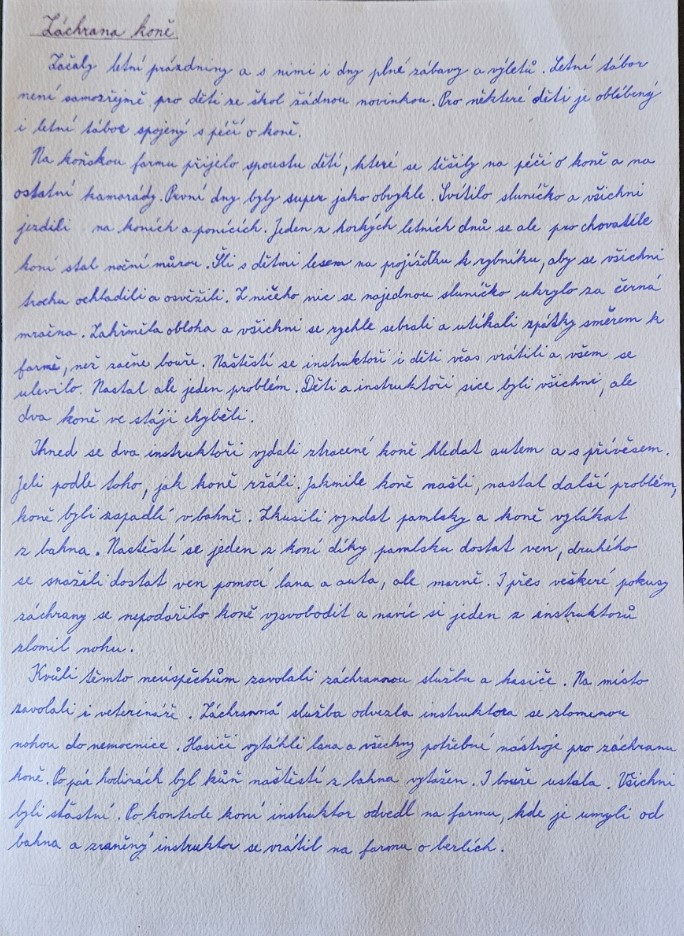 Záchrana koně
Začaly letní prázdniny a s nimi i dny plné zábavy a výletů. Letní tábor
není samozřejmě pro děti ze škol žádnou novinkou. Pro některé děti je oblíbený
i letní tábor spojený s péčí o koně.
Na koňskou farmu přijelo spoustu dětí, které se těšily na péči o koně a na
ostatní kamarády. První dny byly super jako obvykle. Svítilo sluníčko a všichni
jezdili na koních a ponících. Jeden z horkých letních dnů se ale pro chovatele
koní stal noční můrou. Šli s dětmi lesem na projížďku k rybníku, aby se všichni
trochu ochladili a osvěžili. Z ničeho nic se najednou sluníčko ukrylo za černá
mračna. Zahřměla obloha a všichni se rychle sebrali a utíkali zpátky směrem k
farmě, než začne bouře. Naštěstí se instruktoři i děti včas vrátili a všem se
ulevilo. Nastal ale jeden problém. Děti a instruktoři sice byli všichni, ale
dva koně ve stáji chyběli.
Ihned se dva instruktoři vydali ztracené koně hledat autem a s přívěsem.
Jeli podle toho, jak koně ržáli. Jakmile koně našli, nastal další problém,
koně byli zapadlí v bahně. Zkusili vyndat pamlsky a koně vylákat
z bahna. Naštěstí se jeden z koní díky pamlsku dostal ven, druhého
se snažili dostat ven pomocí lana a auta, ale marně. I přes veškeré pokusy
záchrany se nepodařilo koně vysvobodit a navíc si jeden z instruktorů
zlomil nohu.
Kvůli těmto neúspěchům zavolali záchrannou službu a hasiče. Na místo
zavolali i veterináře. Záchranná služba odvezla instruktora se zlomenou
nohou do nemocnice. Hasiči vytáhli lana a všechny potřebné nástroje pro záchranu
koně. Po pár hodinách byl kůň naštěstí z bahna vytažen. I bouře ustala. Všichni
byli šťastní. Po kontrole koní instruktor odvedl na farmu, kde je umyli od
bahna a zraněný instruktor se vrátil na farmu o berlích.